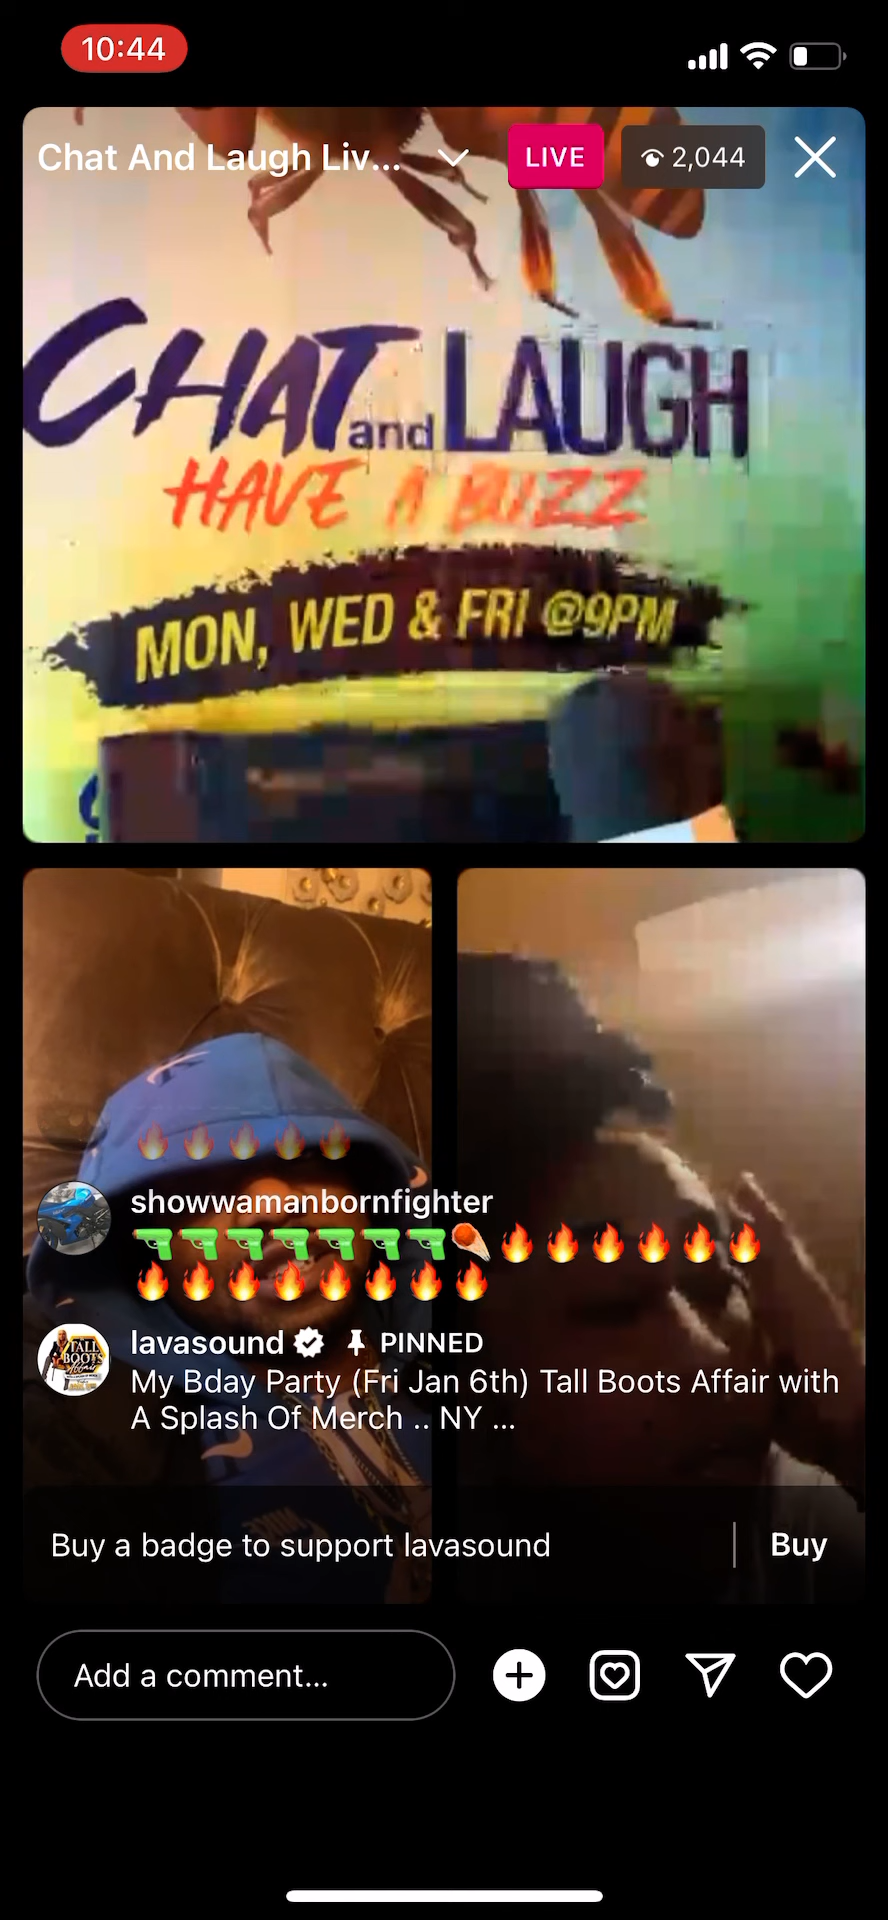 10:44
Chat And Laugh Liv...
LIVE
2,044
CHAT and LAUGH
HAVE A BUZZ
MON, WED & FRI @9PM
showwamanbornfighter
lavasound PINNED
My Bday Party (Fri Jan 6th) Tall Boots Affair with
A Splash Of Merch .. NY ...
Buy a badge to support lavasound
Buy
Add a comment...